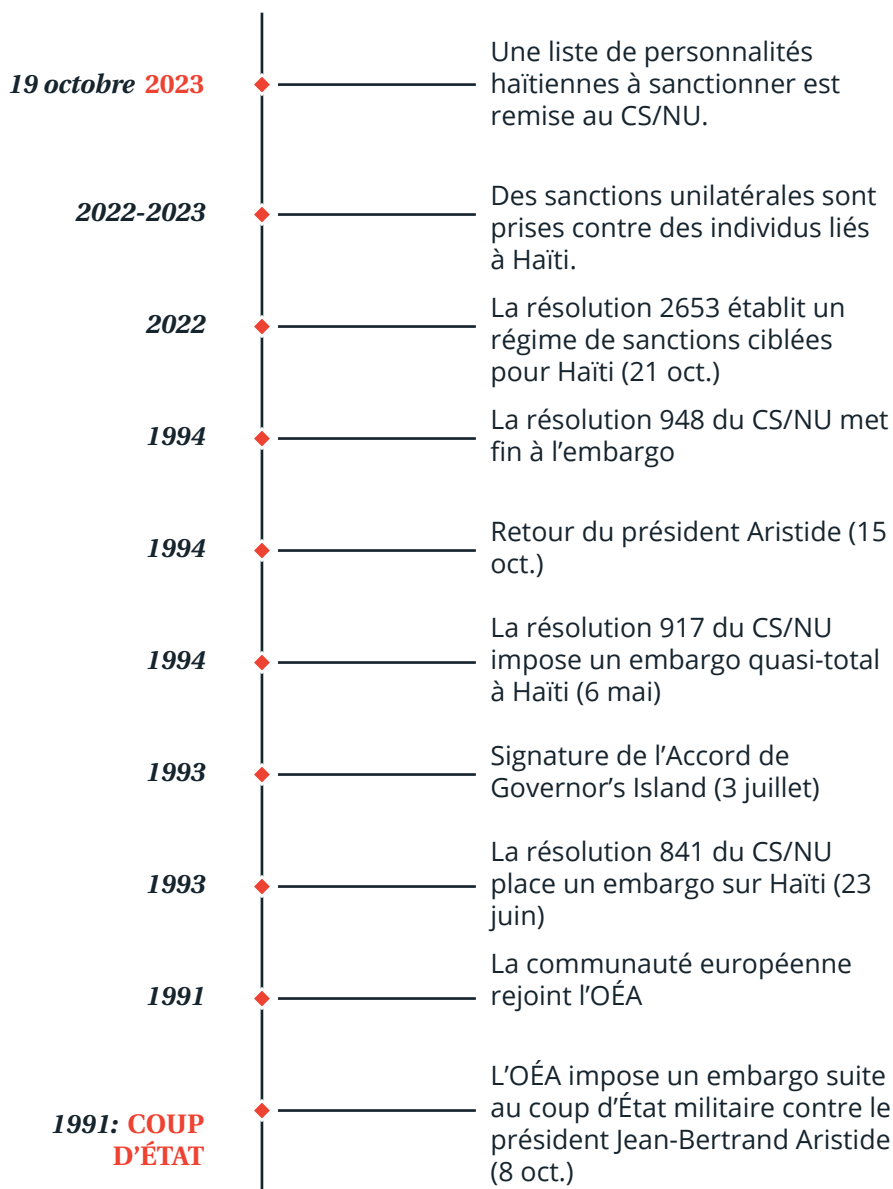 19 octobre 2023
Une liste de personnalités
haïtiennes à sanctionner est
remise au CS/NU.
2022-2023
Des sanctions unilatérales sont
prises contre des individus liés
à Haïti.
2022
La résolution 2653 établit un
régime de sanctions ciblées
pour Haïti (21 oct.)
1994
La résolution 948 du CS/NU met
fin à l’embargo
1994
Retour du président Aristide (15
oct.)
1994
La résolution 917 du CS/NU
impose un embargo quasi-total
à Haïti (6 mai)
1993
Signature de l’Accord de
Governor’s Island (3 juillet)
1993
La résolution 841 du CS/NU
place un embargo sur Haïti (23
juin)
1991
La communauté européenne
rejoint l’OÉA
1991: COUP
D’ÉTAT
L’OÉA impose un embargo suite
au coup d’État militaire contre le
président Jean-Bertrand Aristide
(8 oct.)